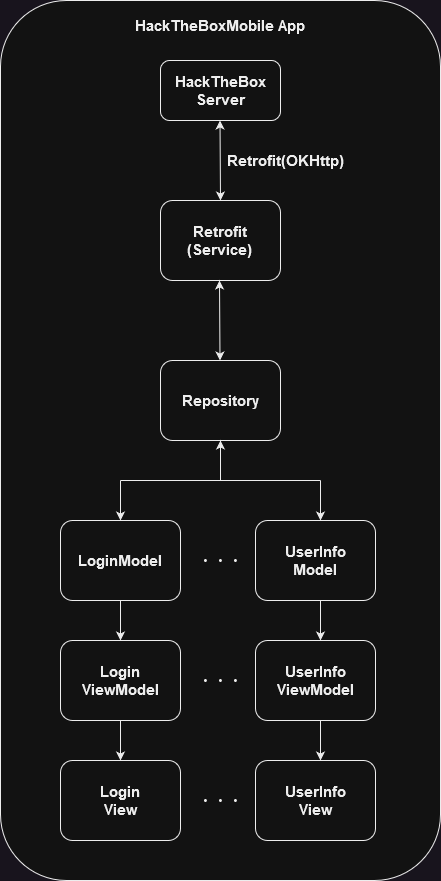 HackTheBoxMobile App
HackTheBox
Server
Retrofit(OKHttp)
Retrofit
(Service)
Repository
LoginModel
. . .
UserInfo
Model
Login
ViewModel
. . .
UserInfo
ViewModel
Login
View
. . .
UserInfo
View